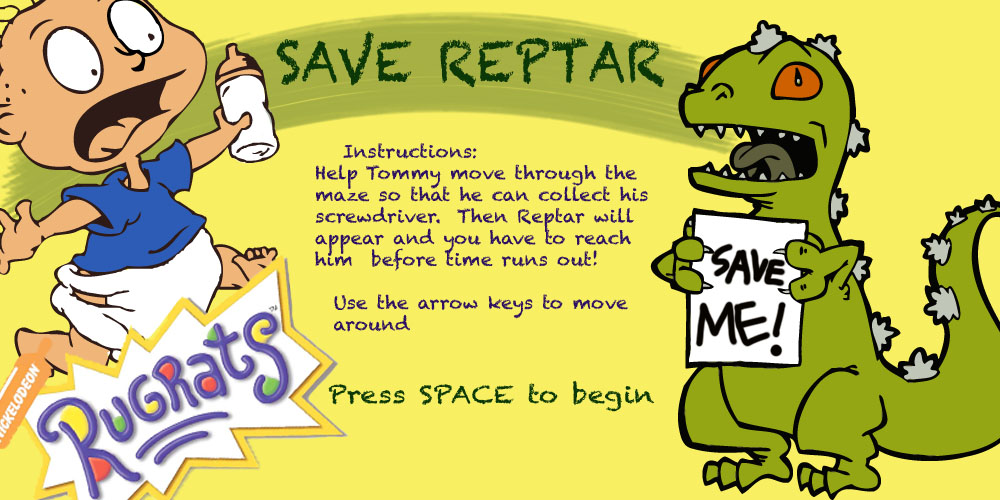 SAVE REPTAR
Instructions:
Help Tommy move through the
maze so that he can collect his
screwdriver. Then Reptar will
appear and you have to reach
him before time runs out!
Use the arrow keys to move
around
Press SPACE to begin
SAVE
ME!
NICKELODEON
RUGRatS
TM